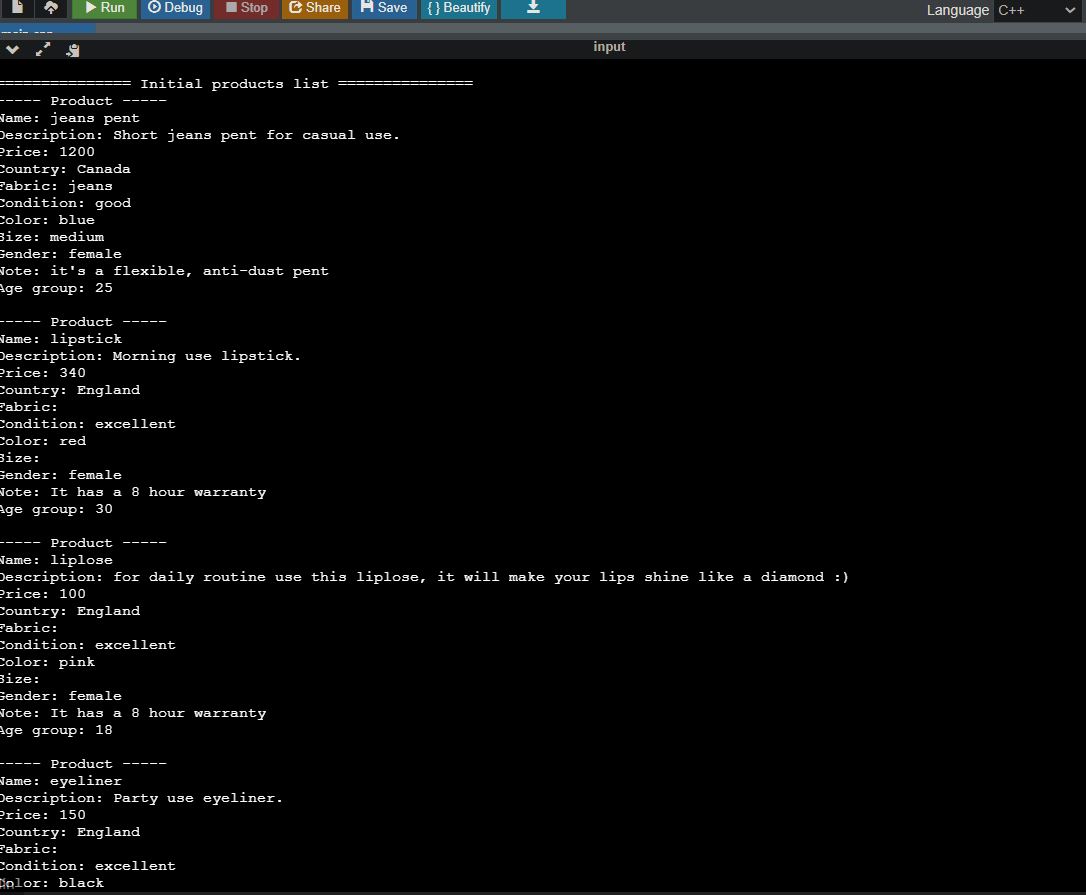 Run Debug Stop Share Save {} Beautify Language C++
input
=============== Initial products list ===============
----- Product -----
Name: jeans pent
Description: Short jeans pent for casual use.
Price: 1200
Country: Canada
Fabric: jeans
Condition: good
Color: blue
Size: medium
Gender: female
Note: it's a flexible, anti-dust pent
Age group: 25
----- Product -----
Name: lipstick
Description: Morning use lipstick.
Price: 340
Country: England
Fabric:
Condition: excellent
Color: red
Size:
Gender: female
Note: It has a 8 hour warranty
Age group: 30
----- Product -----
Name: liplose
Description: for daily routine use this liplose, it will make your lips shine like a diamond :)
Price: 100
Country: England
Fabric:
Condition: excellent
Color: pink
Size:
Gender: female
Note: It has a 8 hour warranty
Age group: 18
----- Product -----
Name: eyeliner
Description: Party use eyeliner.
Price: 150
Country: England
Fabric:
Condition: excellent
Color: black